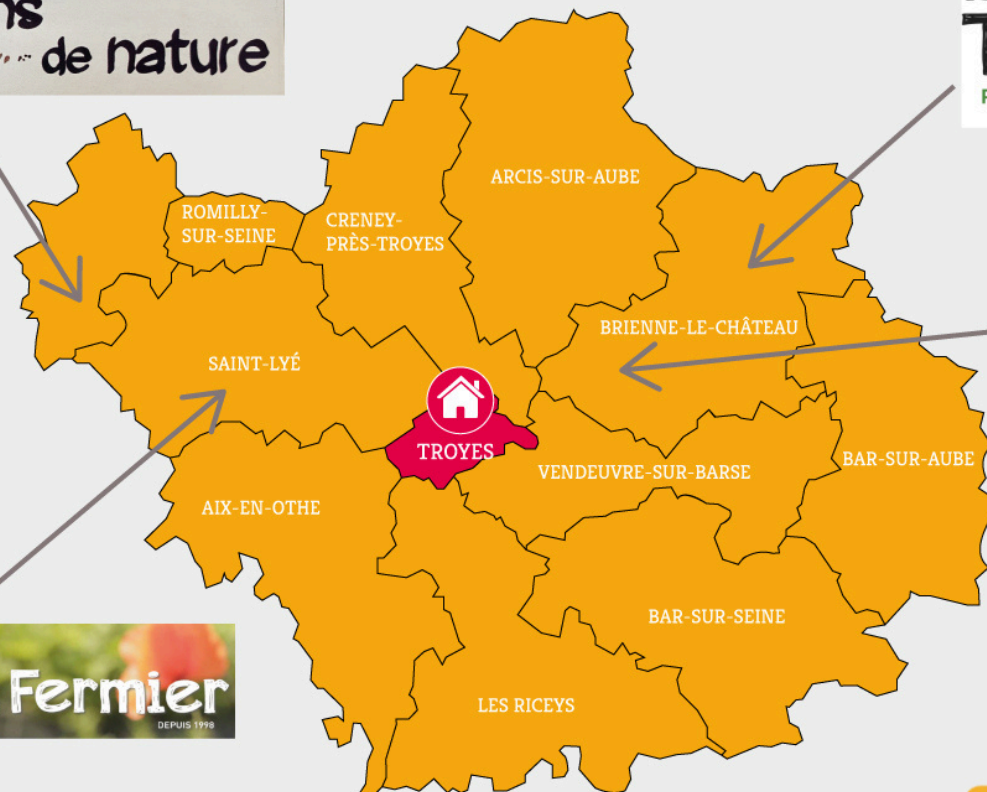 de nature
ARCIS-SUR-AUBE
ROMILLY-
SUR-SEINE
CRENEY-
PRÈS-TROYES
BRIENNE-LE-CHÂTEAU
SAINT-LYÉ
TROYES
VENDEUVRE-SUR-BARSE
BAR-SUR-AUBE
AIX-EN-OTHE
BAR-SUR-SEINE
Fermier
DEPUIS 1998
LES RICEYS